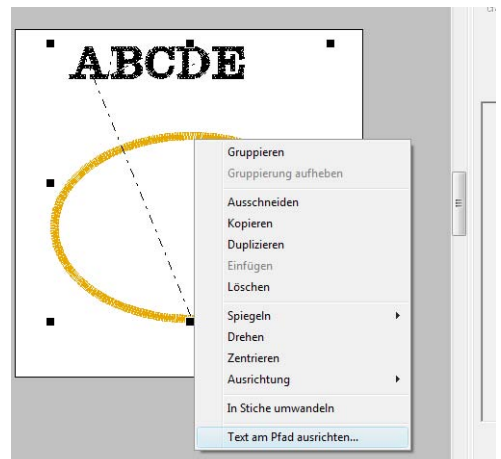 ABCDE
Gruppieren
Gruppierung aufheben
Ausschneiden
Kopieren
Duplizieren
Einfügen
Löschen
Spiegeln
Drehen
Zentrieren
Ausrichtung
In Stiche umwandeln
Text am Pfad ausrichten...